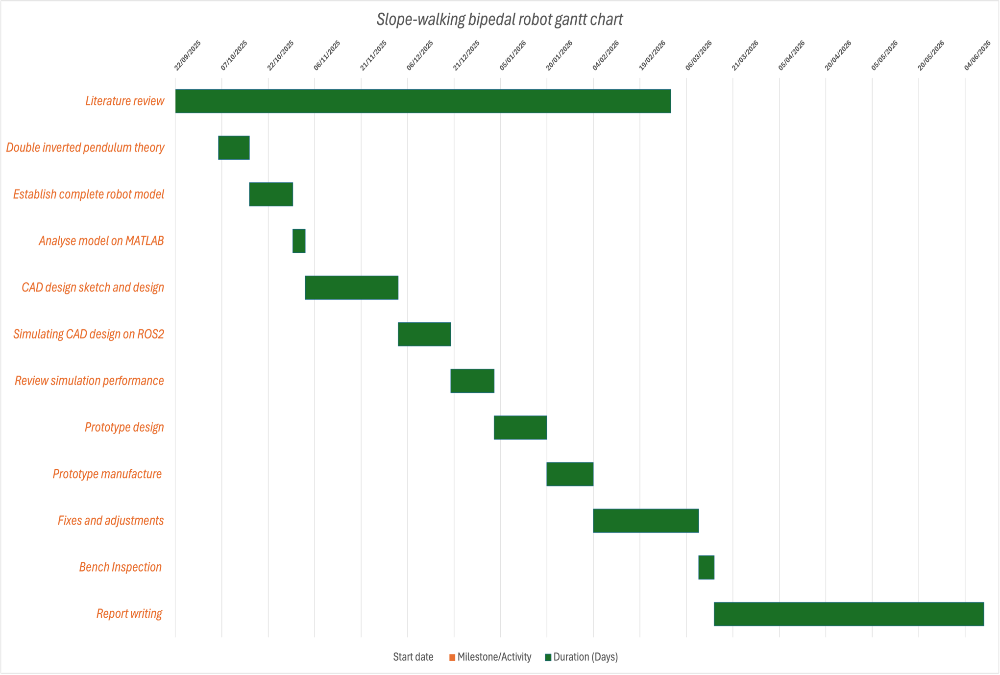 Slope-walking bipedal robot gantt chart
22/09/2025
07/10/2025
22/10/2025
06/11/2025
21/11/2025
06/12/2025
21/12/2025
05/01/2026
20/01/2026
04/02/2026
19/02/2026
06/03/2026
21/03/2026
05/04/2026
20/04/2026
05/05/2026
20/05/2026
04/06/2026
Literature review
Double inverted pendulum theory
Establish complete robot model
Analyse model on MATLAB
CAD design sketch and design
Simulating CAD design on ROS2
Review simulation performance
Prototype design
Prototype manufacture
Fixes and adjustments
Bench Inspection
Report writing
Start date
Milestone/Activity
Duration (Days)